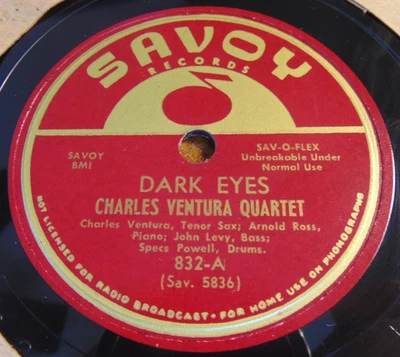 SAVOY
RECORDS
SAVOY
BMI
SAV-O-FLEX
Unbreakable Under
Normal Use
DARK EYES
CHARLES VENTURA QUARTET
Charles Ventura, Tenor Sax; Arnold Ross,
Piano; John Levy, Bass;
Specs Powell, Drums.
832-A
(Sav. 5836)
NOT LICENSED FOR RADIO BROADCAST • FOR HOME USE ON PHONOGRAPHS